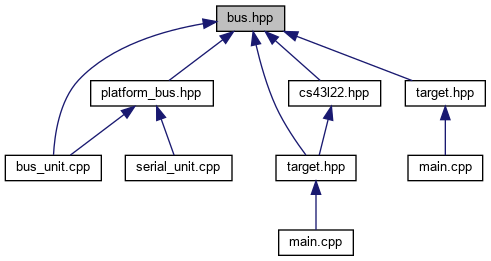 bus.hpp
platform_bus.hpp
cs43l22.hpp
target.hpp
bus_unit.cpp
serial_unit.cpp
target.hpp
main.cpp
main.cpp